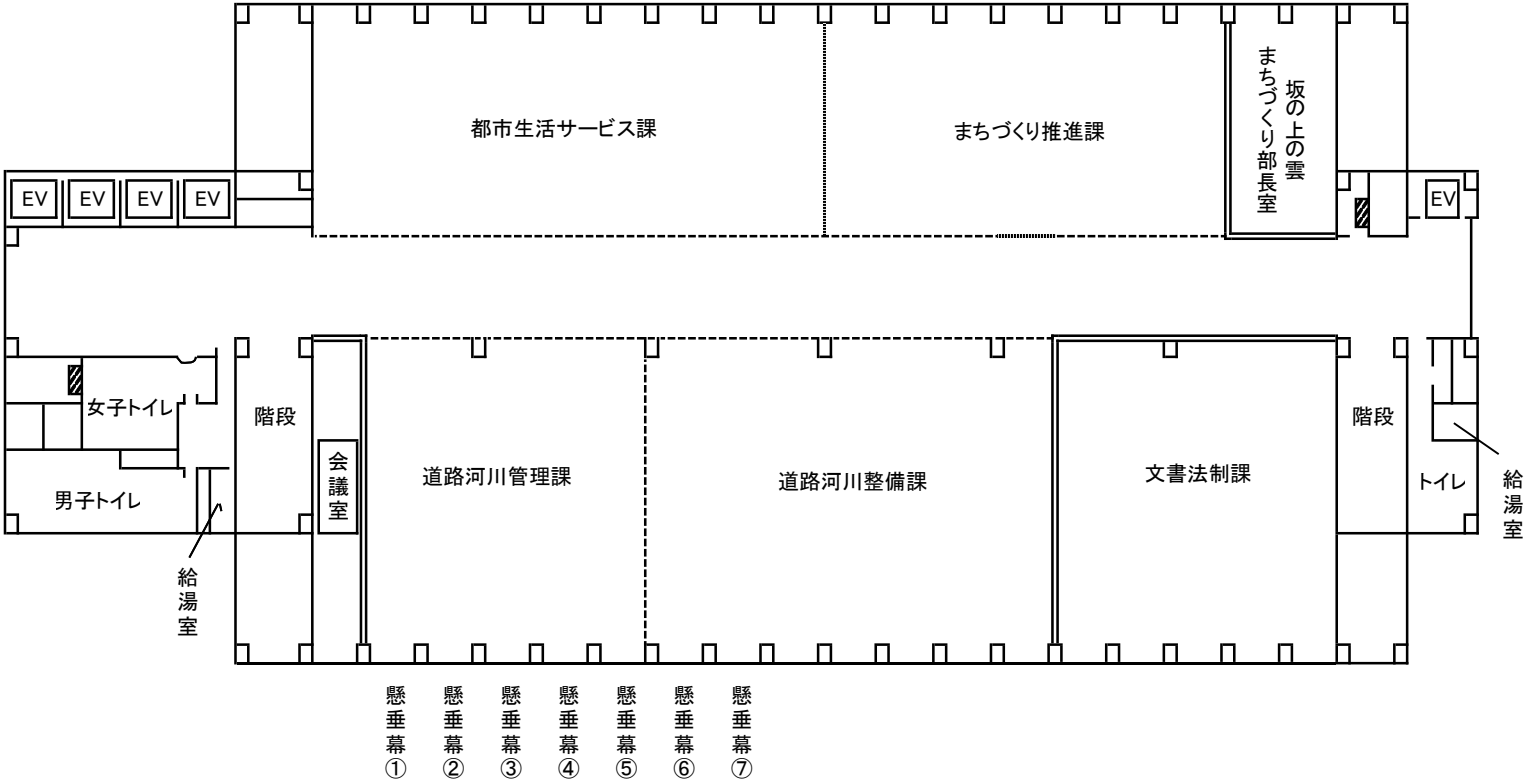 都市生活サービス課
まちづくり推進課
坂の上の雲
まちづくり部長室
EV
EV
EV
EV
EV
女子トイレ
男子トイレ
給湯室
階段
会議室
道路河川管理課
道路河川整備課
文書法制課
階段
トイレ
給湯室
懸垂幕①
懸垂幕②
懸垂幕③
懸垂幕④
懸垂幕⑤
懸垂幕⑥
懸垂幕⑦